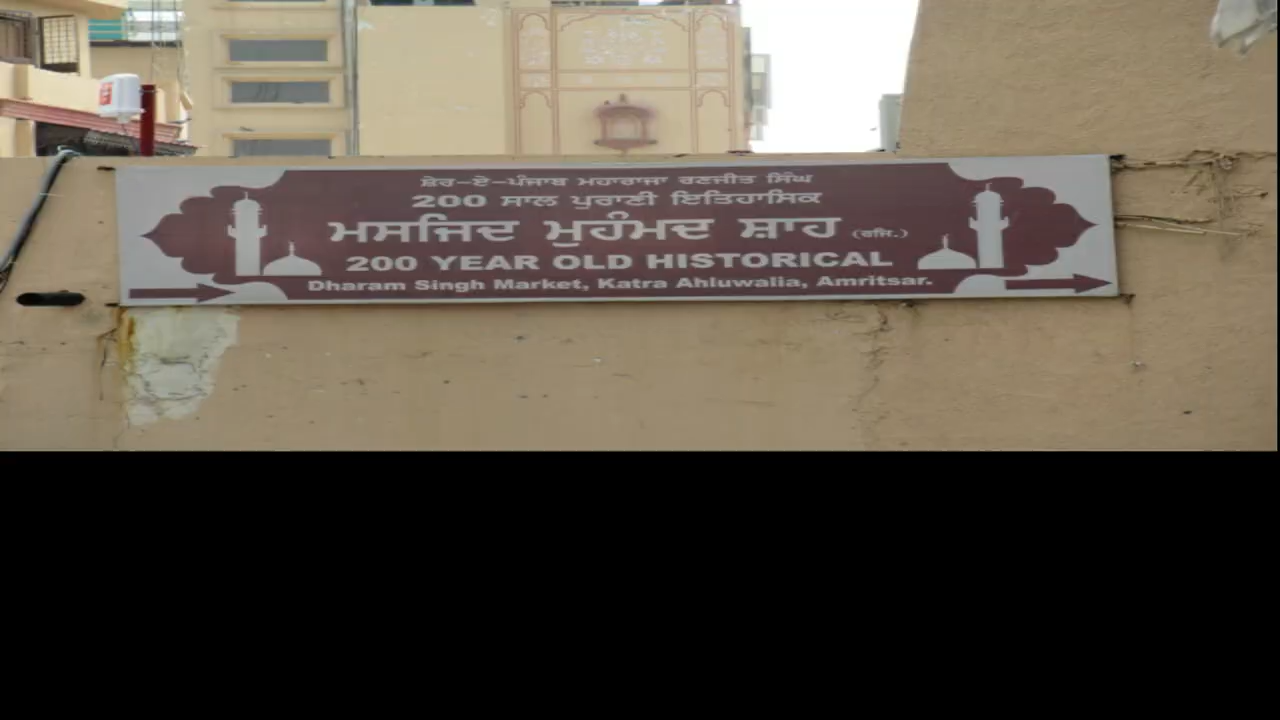 ਸ਼ੇਰ-ਏ-ਪੰਜਾਬ ਮਹਾਰਾਜਾ ਰਣਜੀਤ ਸਿੰਘ
200 ਸਾਲ ਪੁਰਾਣੀ ਇਤਿਹਾਸਿਕ
ਮਸਜਿਦ ਮੁਹੰਮਦ ਸ਼ਾਹ (ਰਜਿ.)
200 YEAR OLD HISTORICAL
Dharam Singh Market, Katra Ahluwalia, Amritsar.